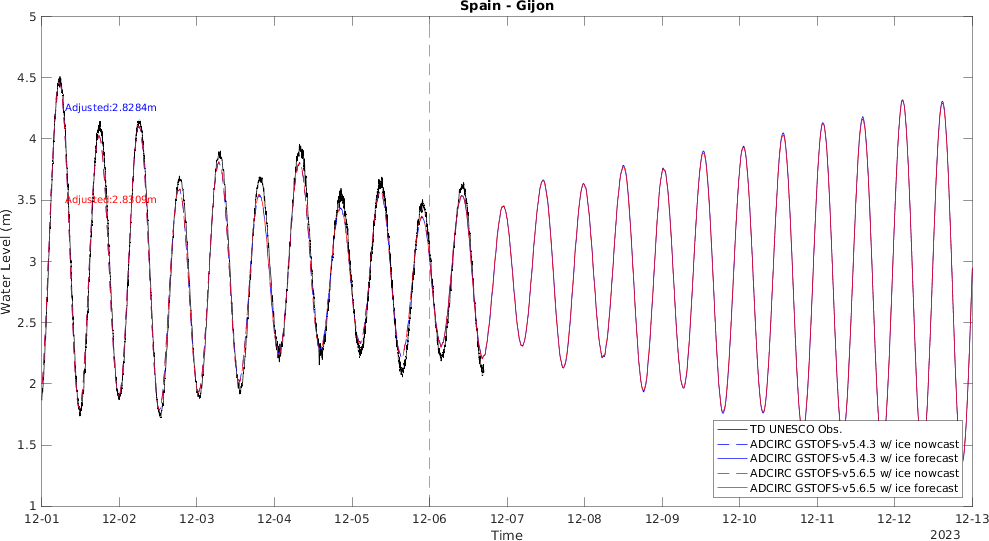 Spain - Gijon
5
4.5
4
3.5
3
2.5
2
1.5
1
Water Level (m)
Adjusted:2.8284m
Adjusted:2.8309m
TD UNESCO Obs.
ADCIRC GSTOFS-v5.4.3 w/ ice nowcast
ADCIRC GSTOFS-v5.4.3 w/ ice forecast
ADCIRC GSTOFS-v5.6.5 w/ ice nowcast
ADCIRC GSTOFS-v5.6.5 w/ ice forecast
12-01 12-02 12-03 12-04 12-05 12-06 12-07 12-08 12-09 12-10 12-11 12-12 12-13
Time
2023